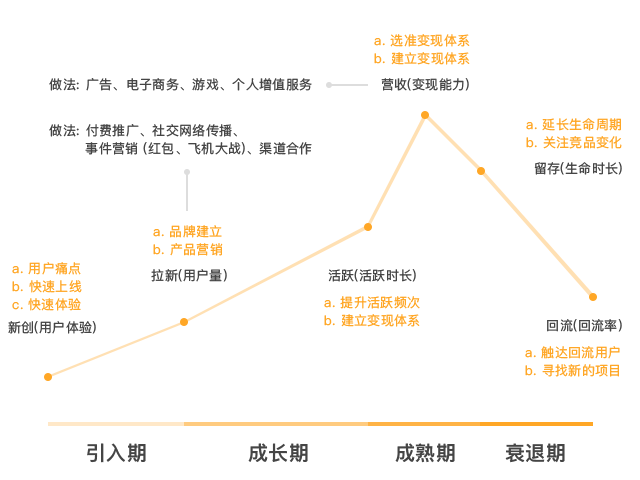 a. 选准变现体系
b. 建立变现体系
做法: 广告、电子商务、游戏、个人增值服务
营收(变现能力)
做法: 付费推广、社交网络传播、
事件营销 (红包、飞机大战)、渠道合作
a. 延长生命周期
b. 关注竞品变化
留存(生命时长)
a. 品牌建立
b. 产品营销
拉新(用户量)
a. 用户痛点
b. 快速上线
c. 快速体验
新创(用户体验)
活跃(活跃时长)
a. 提升活跃频次
b. 建立变现体系
回流(回流率)
a. 触达回流用户
b. 寻找新的项目
引入期
成长期
成熟期
衰退期